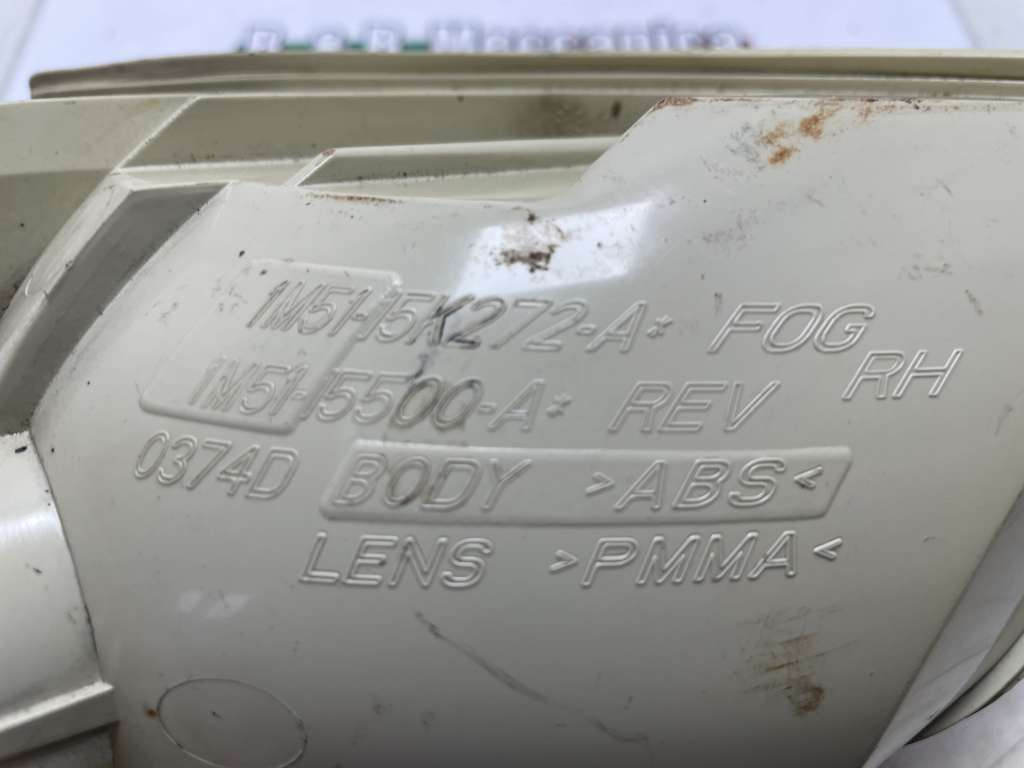 1M51-15K272-A* FOG
RH
1M51-15500-A* REV
0374D BODY >ABS<
LENS >PMMA<